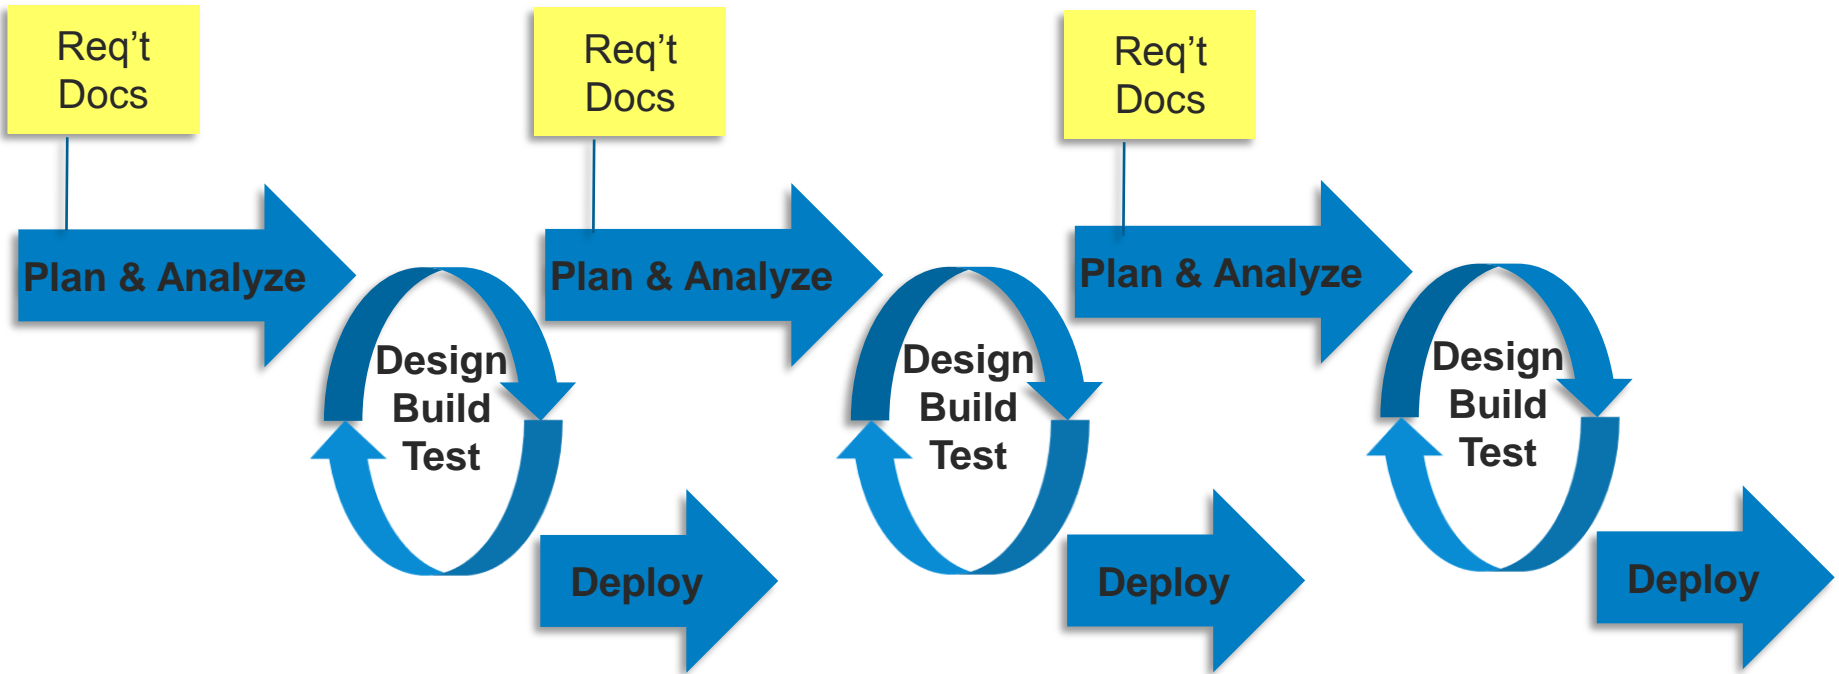 Req’t
Docs
Req’t
Docs
Req’t
Docs
Plan & Analyze
Plan & Analyze
Plan & Analyze
Design
Build
Test
Design
Build
Test
Design
Build
Test
Deploy
Deploy
Deploy